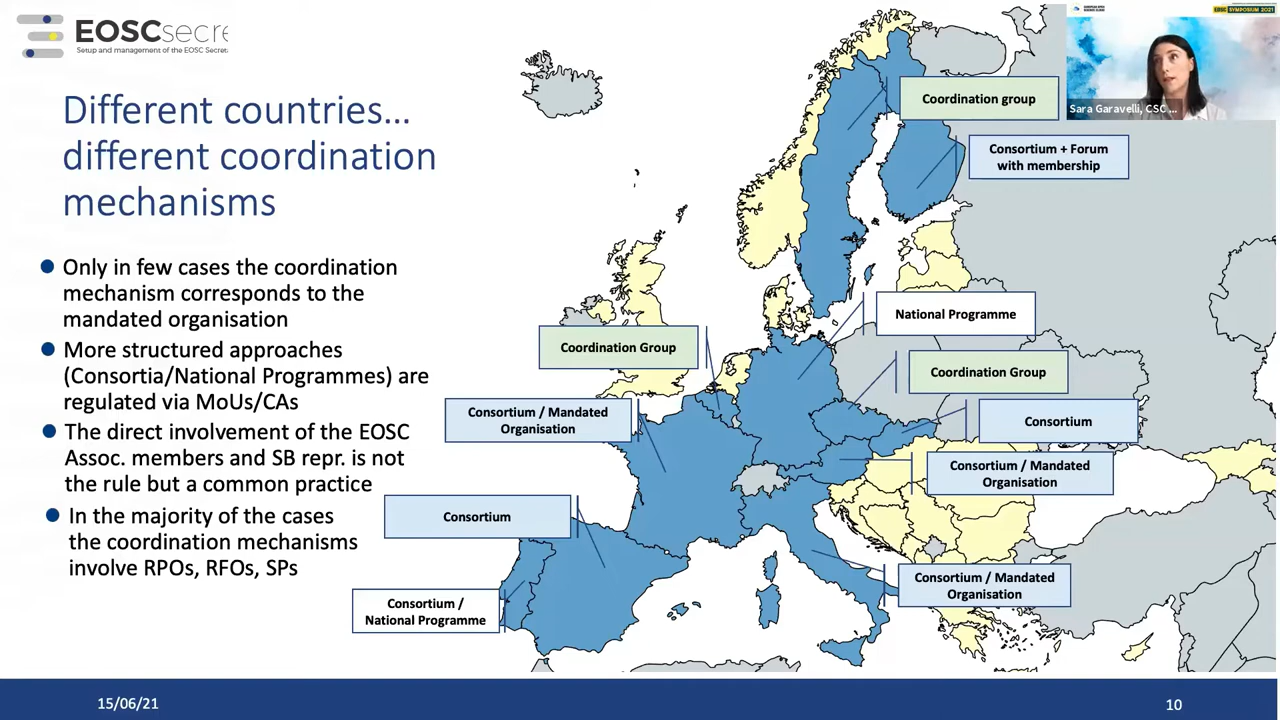 EOSCsecre
Setup and management of the EOSC Secret
Different countries…
different coordination
mechanisms
Only in few cases the coordination
mechanism corresponds to the
mandated organisation
More structured approaches
(Consortia/National Programmes) are
regulated via MoUs/CAs
The direct involvement of the EOSC
Assoc. members and SB repr. is not
the rule but a common practice
In the majority of the cases
the coordination mechanisms
involve RPOs, RFOs, SPs
Coordination group
Consortium + Forum
with membership
National Programme
Coordination Group
Coordination Group
Consortium / Mandated
Organisation
Consortium
Consortium / Mandated
Organisation
Consortium
Consortium / Mandated
Organisation
Consortium /
National Programme
SYMPOSIUM 2021
Sara Garavelli, CSC ...
15/06/21
10